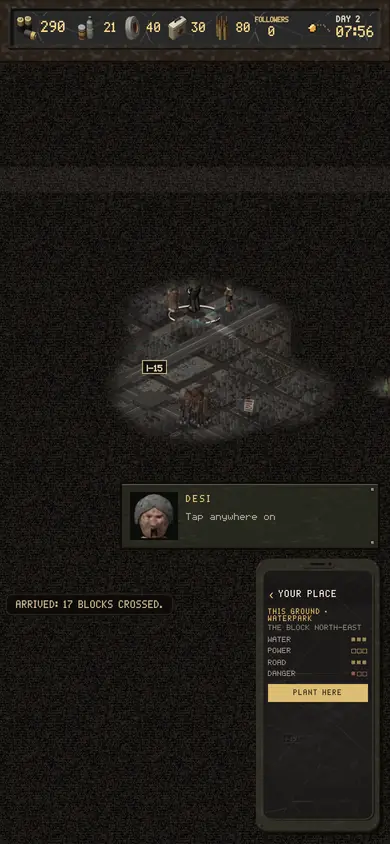 290 21 40 30 80 FOLLOWERS 0 DAY 2 07:56
I-15
DESI
Tap anywhere on
‹ YOUR PLACE
THIS GROUND · WATERPARK
THE BLOCK NORTH-EAST
WATER
POWER
ROAD
DANGER
PLANT HERE
ARRIVED: 17 BLOCKS CROSSED.